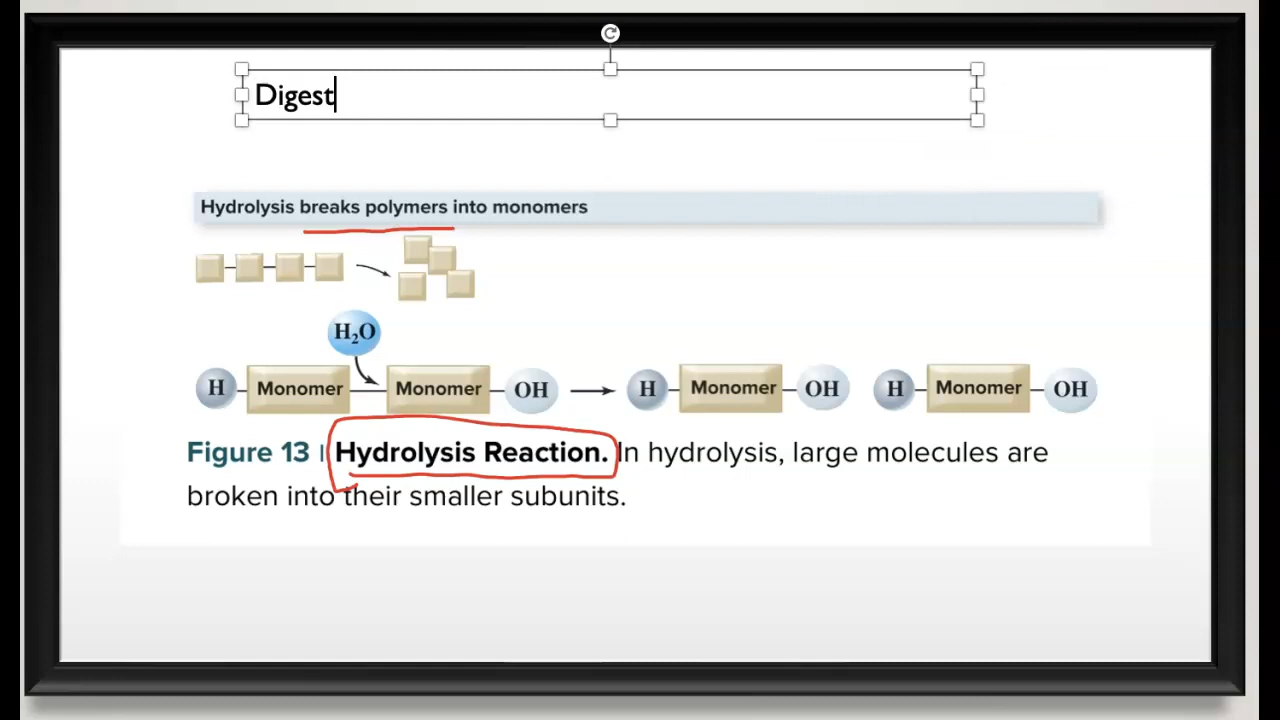 Digest
Hydrolysis breaks polymers into monomers
H₂O
H Monomer Monomer OH H Monomer OH H Monomer OH
Figure 13 | Hydrolysis Reaction. In hydrolysis, large molecules are
broken into their smaller subunits.